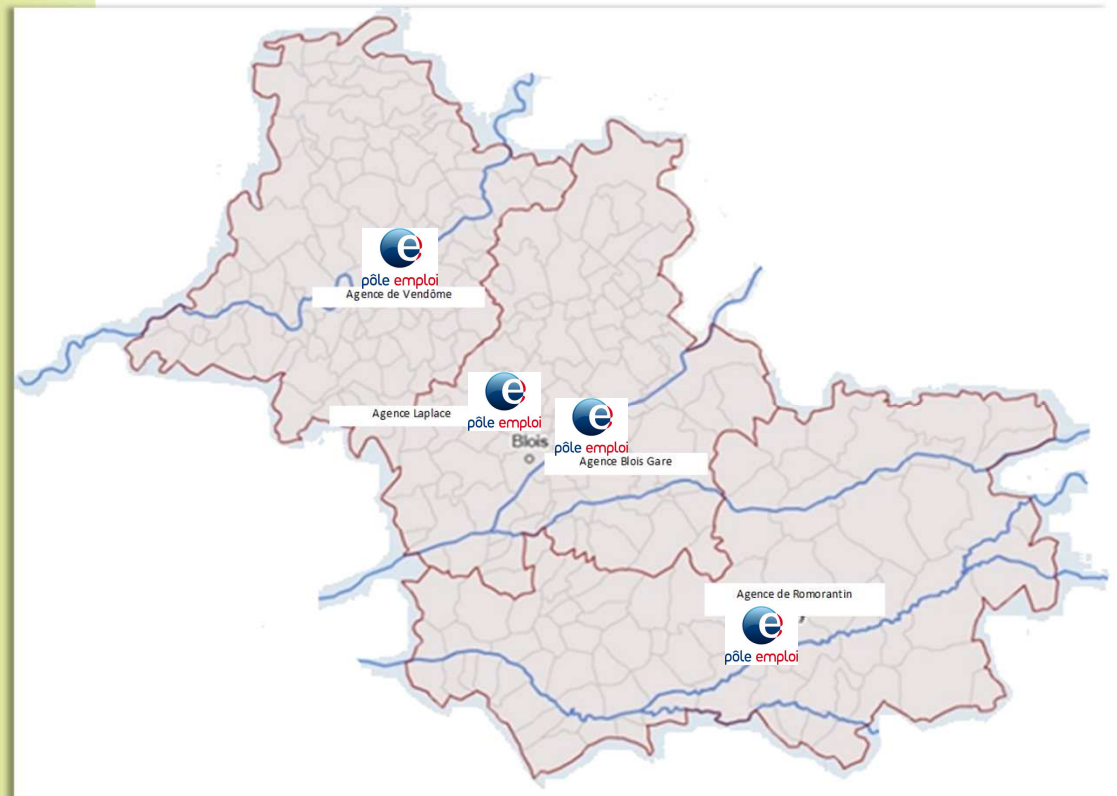 pôle emploi
Agence de Vendôme
Agence Laplace
pôle emploi
pôle emploi
Blois
Agence Blois Gare
Agence de Romorantin
pôle emploi